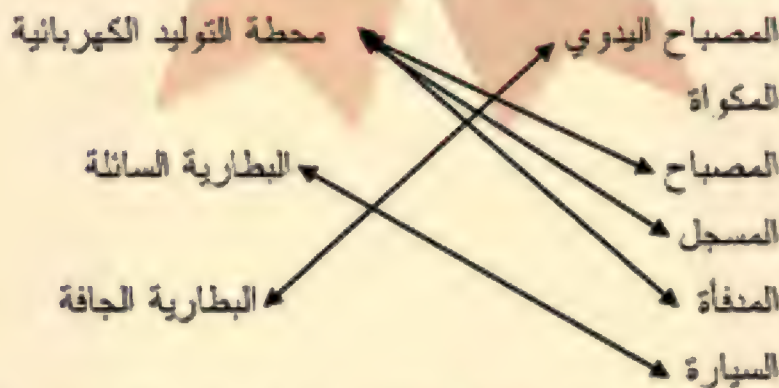 المصباح اليدوي محطة التوليد الكهربائية
المكواة
المصباح البطارية السائلة
المسجل
المدفأة البطارية الجافة
السيارة